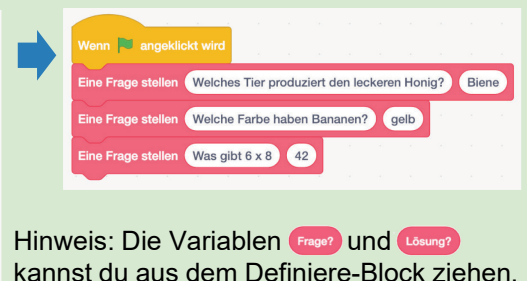 Wenn angeklickt wird
Eine Frage stellen Welches Tier produziert den leckeren Honig? Biene
Eine Frage stellen Welche Farbe haben Bananen? gelb
Eine Frage stellen Was gibt 6 x 8 42
Hinweis: Die Variablen Frage? und Lösung?
kannst du aus dem Definiere-Block ziehen.